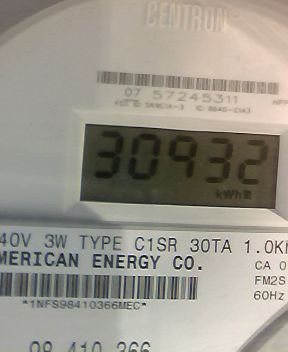 CENTRON®
07 57245311
30932
kWh
40V 3W TYPE C1SR 30TA 1.0K
MERICAN ENERGY CO.
CA 0
FM2S
60Hz
*1NFS98410366MEC*
98 410 366